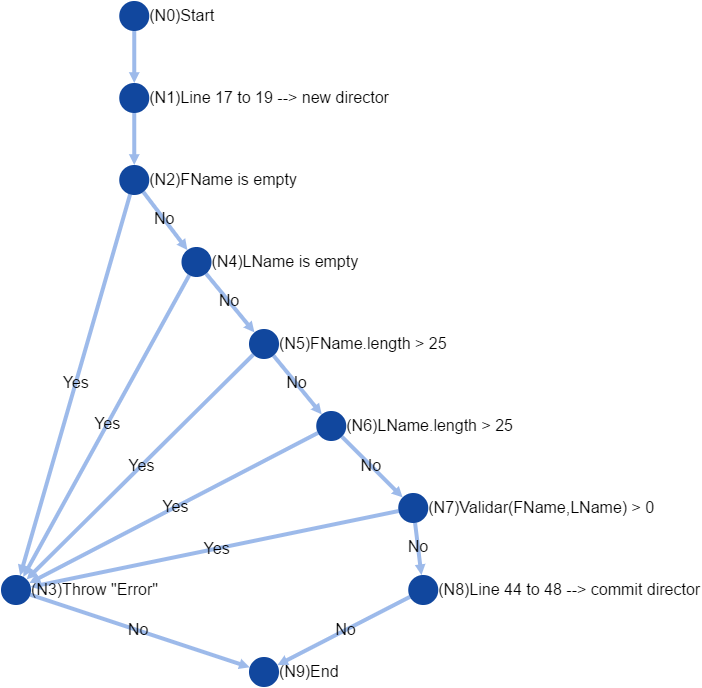 (N0)Start
(N1)Line 17 to 19 --> new director
(N2)FName is empty
No
(N4)LName is empty
No
(N5)FName.length > 25
Yes
No
Yes
(N6)LName.length > 25
Yes
No
Yes
(N7)Validar(FName,LName) > 0
Yes
No
(N3)Throw "Error"
(N8)Line 44 to 48 --> commit director
No
No
(N9)End